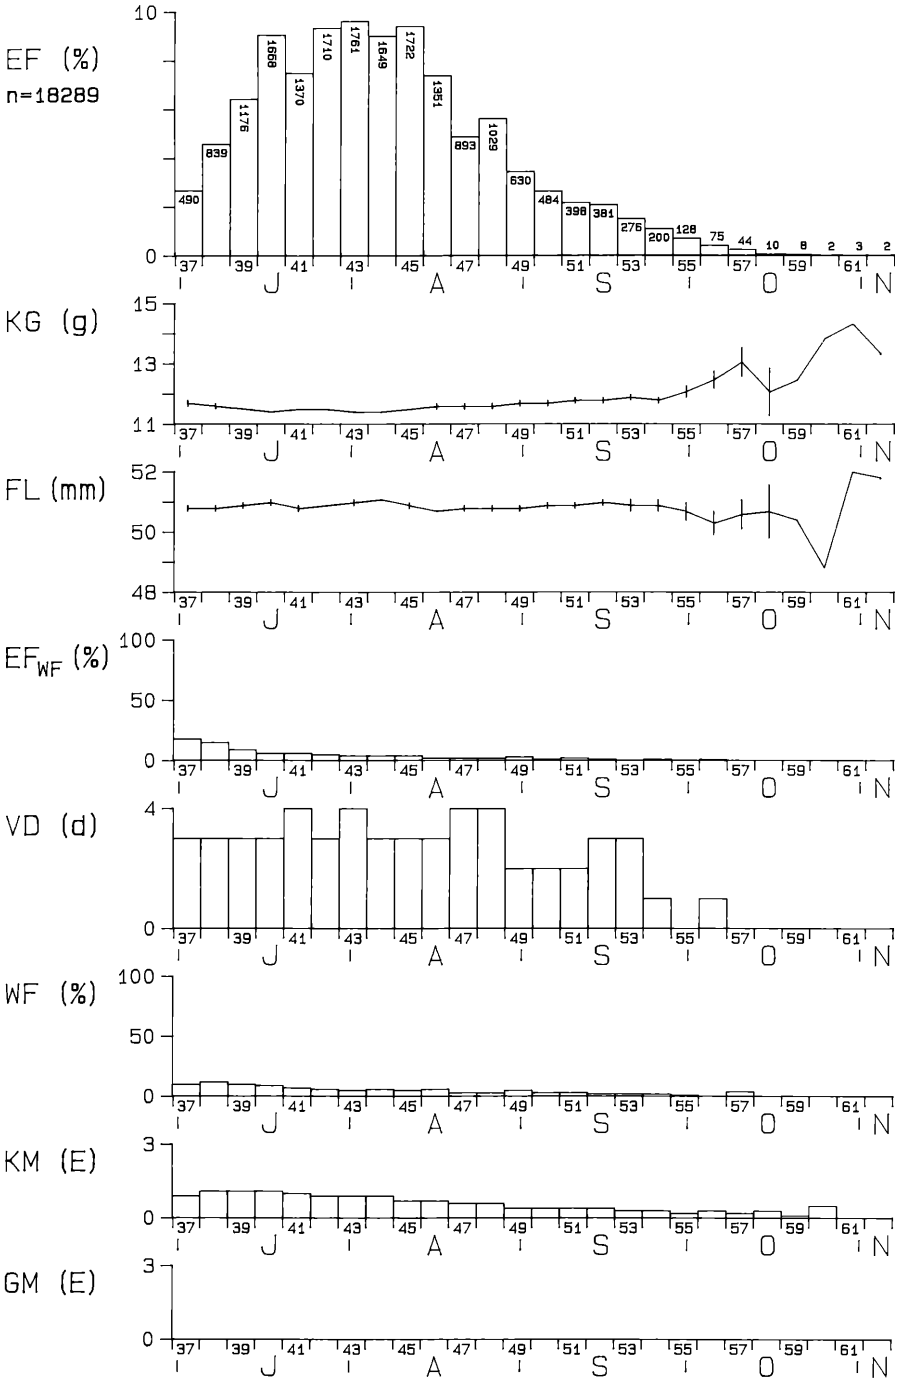 10
EF (%)
n=18289
0
490 839 1176 1668 1370 1710 1761 1649 1722 1351 893 1029 630 484 398 381 276 200 128 75 44 10 8 2 3 2
37 39 41 43 45 47 49 51 53 55 57 59 61
J A S O N
KG (g)
15
13
11
37 39 41 43 45 47 49 51 53 55 57 59 61
J A S O N
FL (mm)
52
50
48
37 39 41 43 45 47 49 51 53 55 57 59 61
J A S O N
EFWF (%)
100
50
0
37 39 41 43 45 47 49 51 53 55 57 59 61
J A S O N
VD (d)
4
0
37 39 41 43 45 47 49 51 53 55 57 59 61
J A S O N
WF (%)
100
50
0
37 39 41 43 45 47 49 51 53 55 57 59 61
J A S O N
KM (E)
3
0
37 39 41 43 45 47 49 51 53 55 57 59 61
J A S O N
GM (E)
3
0
37 39 41 43 45 47 49 51 53 55 57 59 61
J A S O N